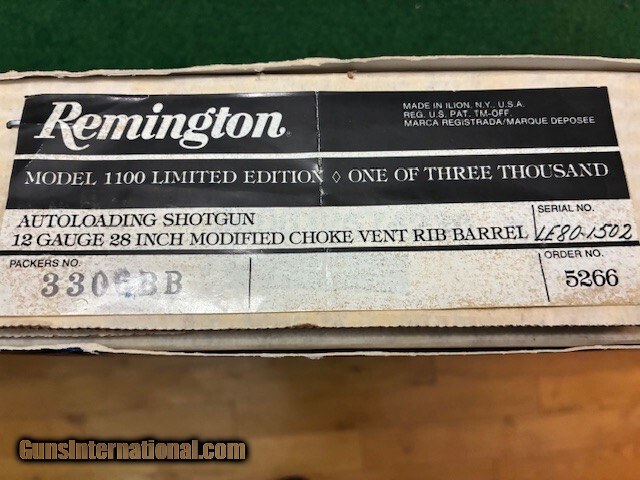 Remington®
MADE IN ILION, N.Y., U.S.A.
REG. U.S. PAT. TM-OFF.
MARCA REGISTRADA/MARQUE DEPOSEE
MODEL 1100 LIMITED EDITION ◊ ONE OF THREE THOUSAND
AUTOLOADING SHOTGUN
12 GAUGE 28 INCH MODIFIED CHOKE VENT RIB BARREL
SERIAL NO.
LE80-1502
PACKERS NO.
ORDER NO.
5266
GunsInternational.com